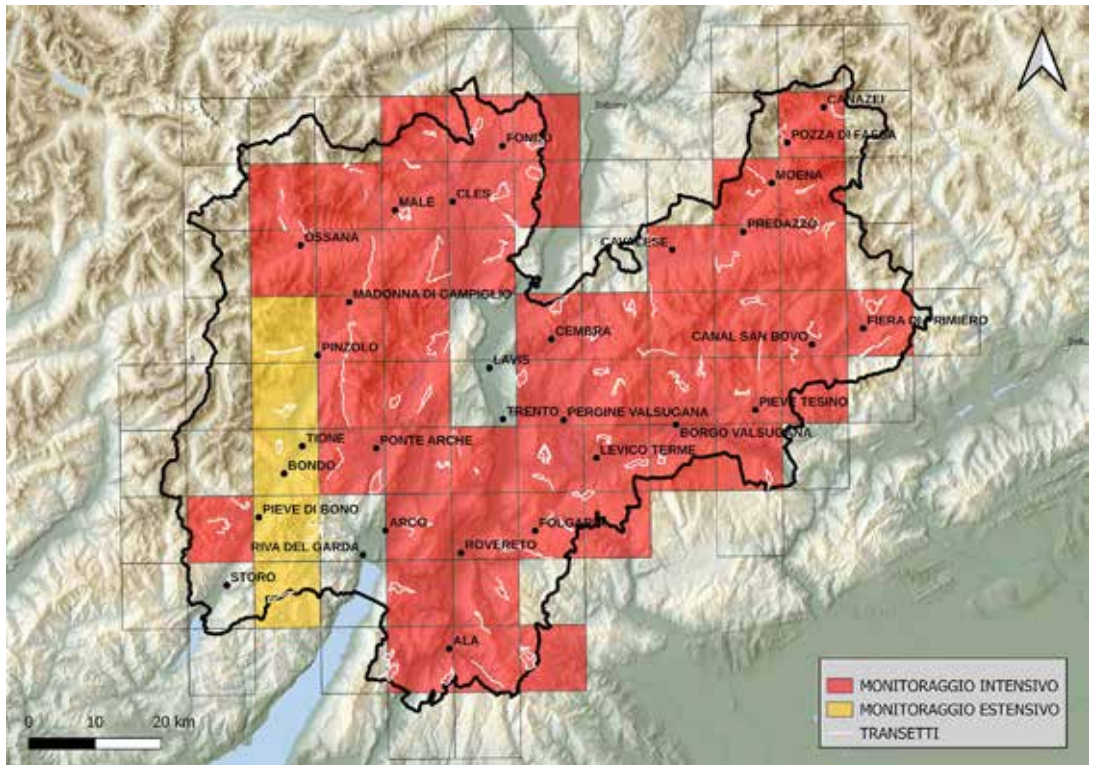 CANAZEI
POZZA DI FASSA
FONDO
MOENA
MALÉ
CLES
PREDAZZO
OSSANA
CAVALESE
MADONNA DI CAMPIGLIO
CEMBRA
FIERA DI PRIMIERO
CANAL SAN BOVO
PINZOLO
LAVIS
PIEVE TESINO
TRENTO
PERGINE VALSUGANA
BORGO VALSUGANA
TIONE
PONTE ARCHE
LEVICO TERME
BONDO
PIEVE DI BONO
ARCO
FOLGARIA
RIVA DEL GARDA
ROVERETO
STORO
ALA
MONITORAGGIO INTENSIVO
MONITORAGGIO ESTENSIVO
TRANSETTI
0 10 20 km